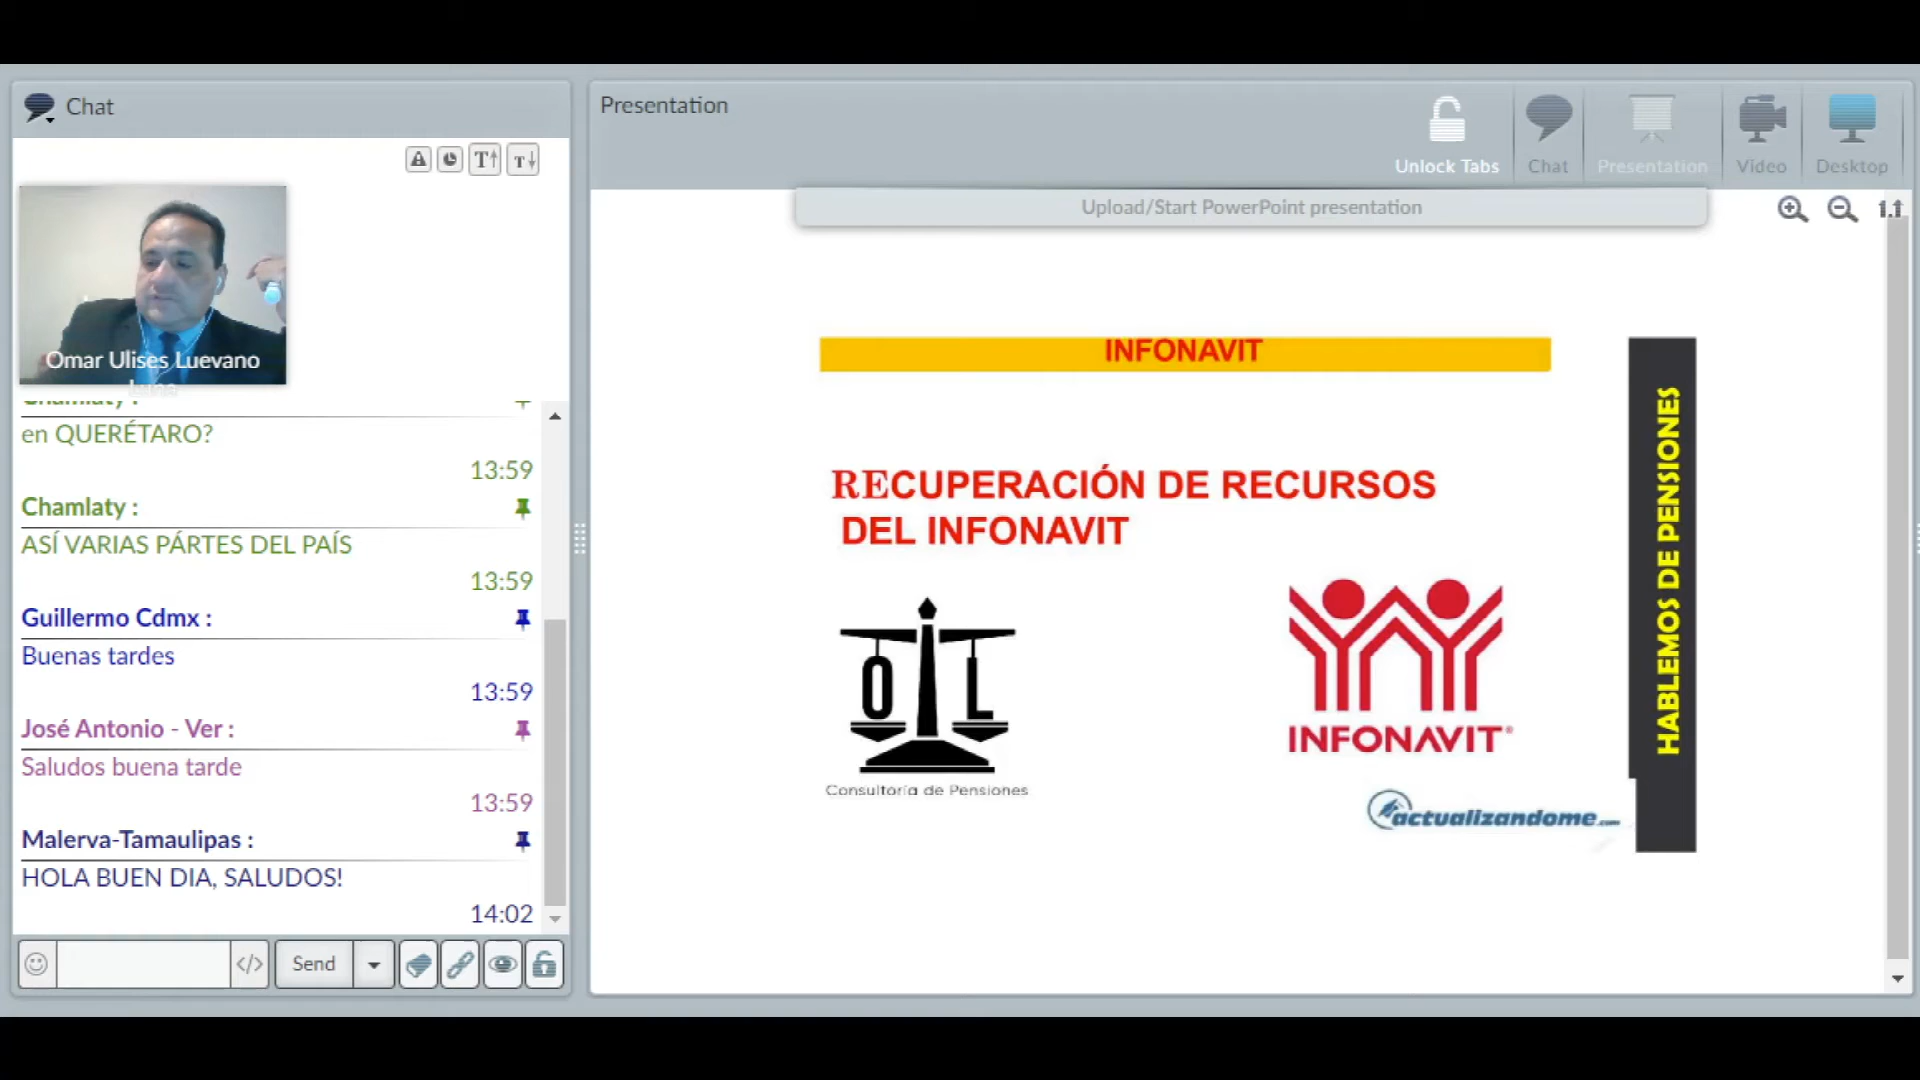 Chat
Omar Ulises Luevano
en QUERÉTARO?
13:59
Chamlaty :
ASÍ VARIAS PÁRTES DEL PAÍS
13:59
Guillermo Cdmx :
Buenas tardes
13:59
José Antonio - Ver :
Saludos buena tarde
13:59
Malerva-Tamaulipas :
HOLA BUEN DIA, SALUDOS!
14:02
Send
Presentation
Unlock Tabs
Chat
Presentation
Video
Desktop
Upload/Start PowerPoint presentation
1:1
INFONAVIT
RECUPERACIÓN DE RECURSOS
DEL INFONAVIT
O L
Consultoría de Pensiones
INFONAVIT®
actualizandome.com
HABLEMOS DE PENSIONES